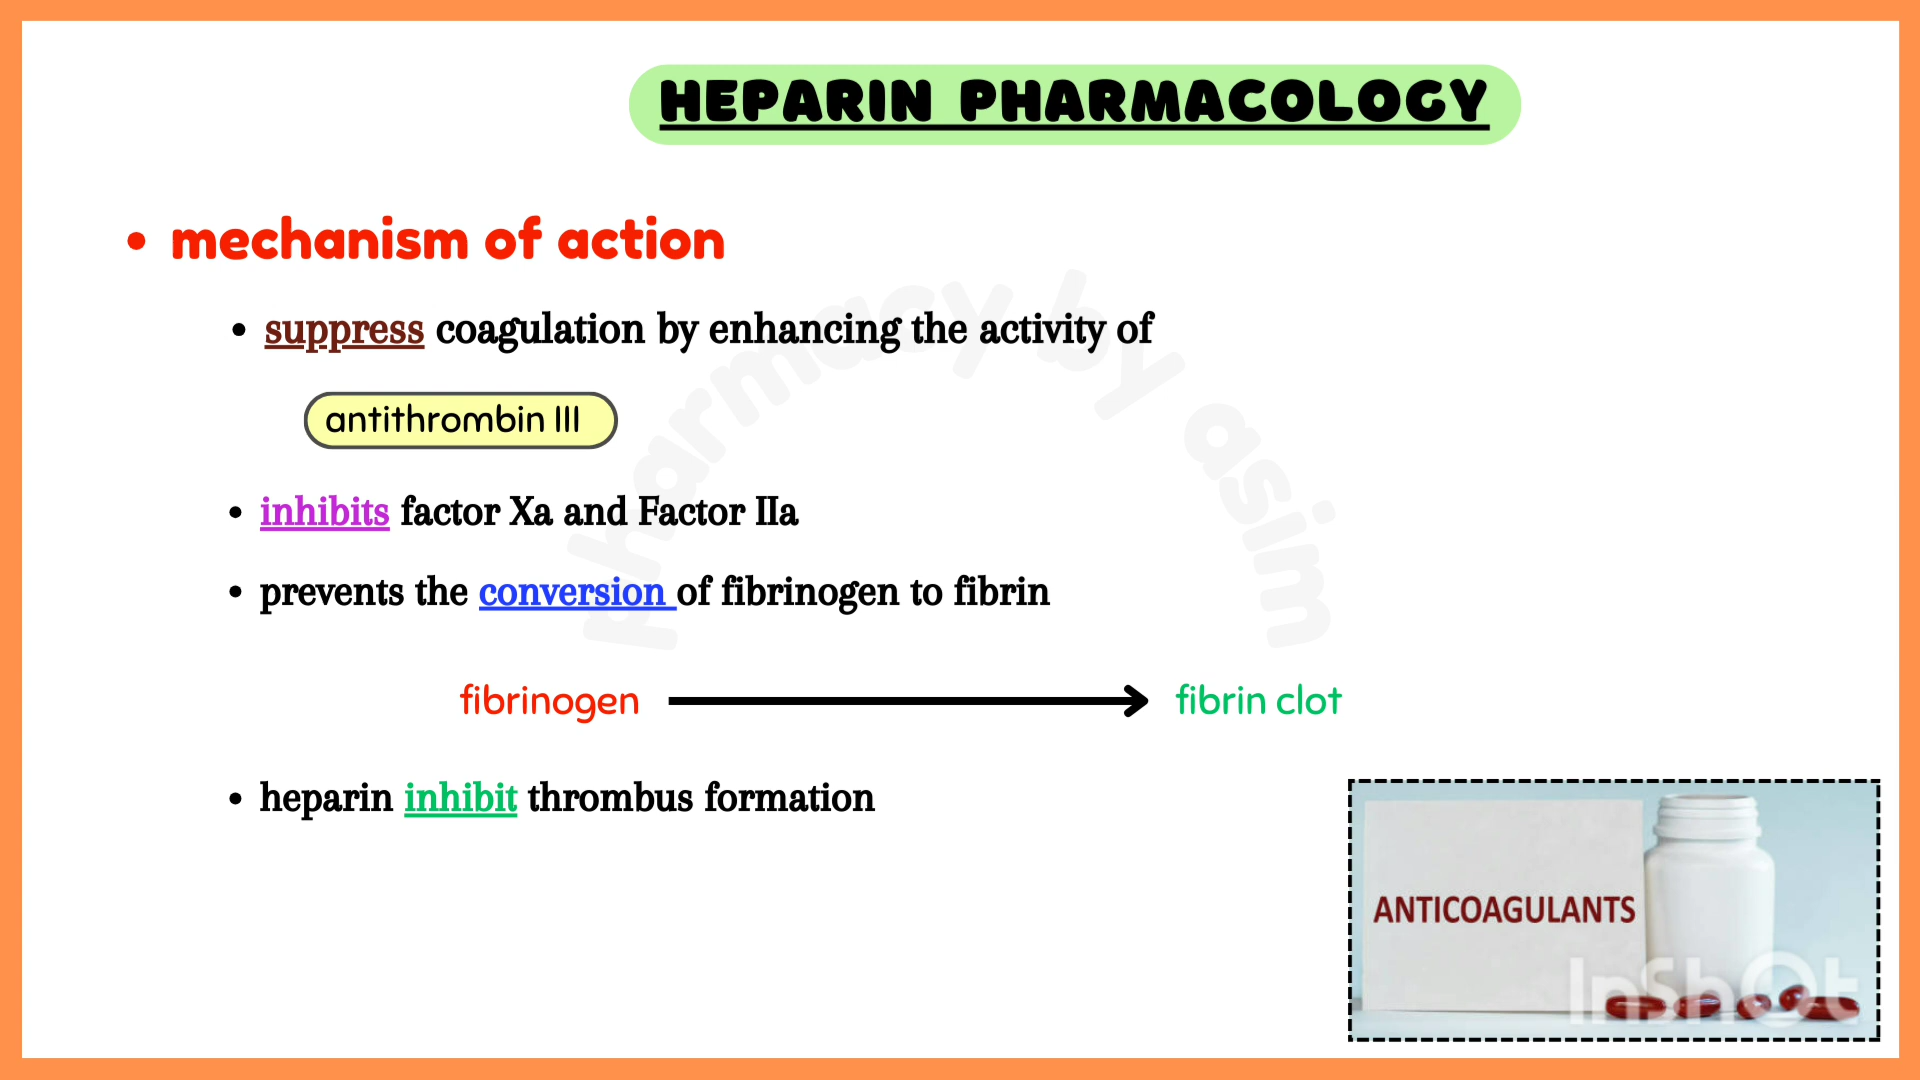 HEPARIN PHARMACOLOGY
• mechanism of action
• suppress coagulation by enhancing the activity of
antithrombin III
• inhibits factor Xa and Factor IIa
• prevents the conversion of fibrinogen to fibrin
fibrinogen fibrin clot
• heparin inhibit thrombus formation
ANTICOAGULANTS
InShOt
pharmacy by asim